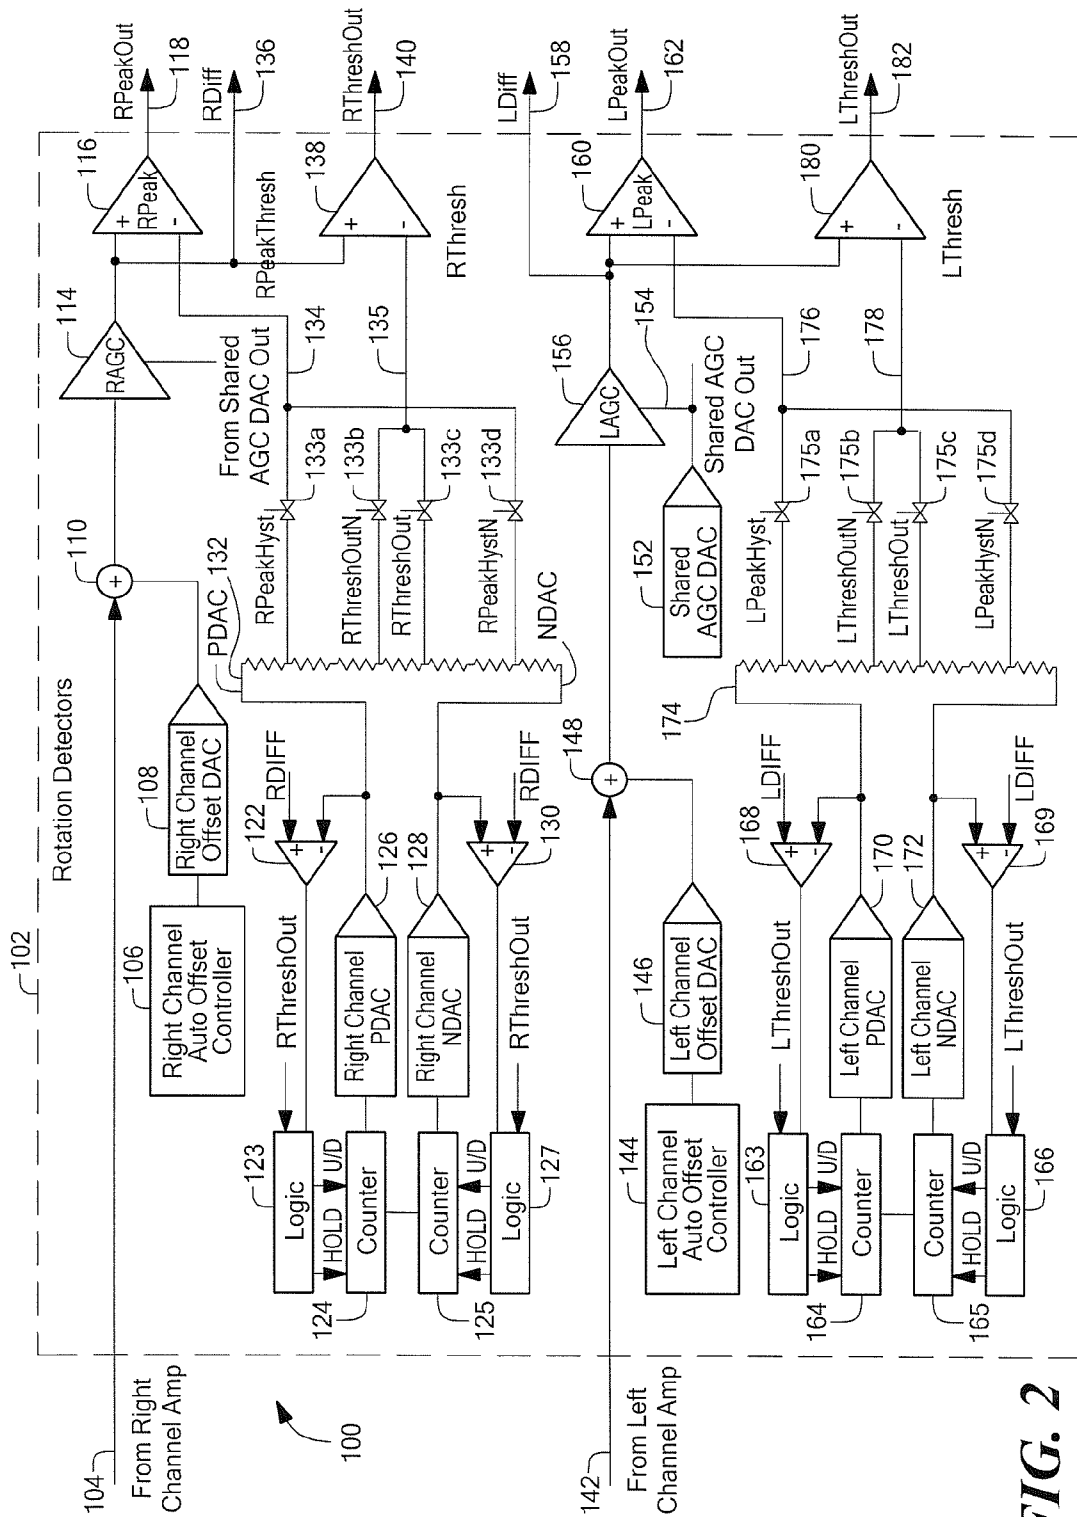 102
Rotation Detectors
104
From Right
Channel Amp
106
Right Channel
Auto Offset
Controller
108
Right Channel
Offset DAC
110
+
114
RAGC
From Shared
AGC DAC Out
116
+
RPeak
-
RPeakOut
118
RDiff
136
RPeakThresh
RThreshOut
140
138
+
-
RThresh
122
RDIFF
+
-
RThreshOut
123
Logic
HOLD
U/D
124
Counter
Right Channel
PDAC
126
125
Counter
Right Channel
NDAC
128
HOLD
U/D
127
Logic
RThreshOut
+
-
RDIFF
130
PDAC
132
NDAC
RPeakHyst
133a
RThreshOutN
133b
RThreshOut
133c
RPeakHystN
133d
134
135
100
142
From Left
Channel Amp
144
Left Channel
Auto Offset
Controller
146
Left Channel
Offset DAC
148
+
152
Shared
AGC DAC
Shared AGC
DAC Out
154
156
LAGC
LDiff
158
160
+
LPeak
-
LPeakOut
162
LThreshOut
182
180
+
-
LThresh
163
Logic
LThreshOut
HOLD
U/D
164
Counter
Left Channel
PDAC
170
168
LDIFF
+
-
165
Counter
Left Channel
NDAC
172
HOLD
U/D
166
Logic
LThreshOut
+
-
LDIFF
169
174
LPeakHyst
175a
LThreshOutN
175b
LThreshOut
175c
LPeakHystN
175d
176
178
FIG. 2